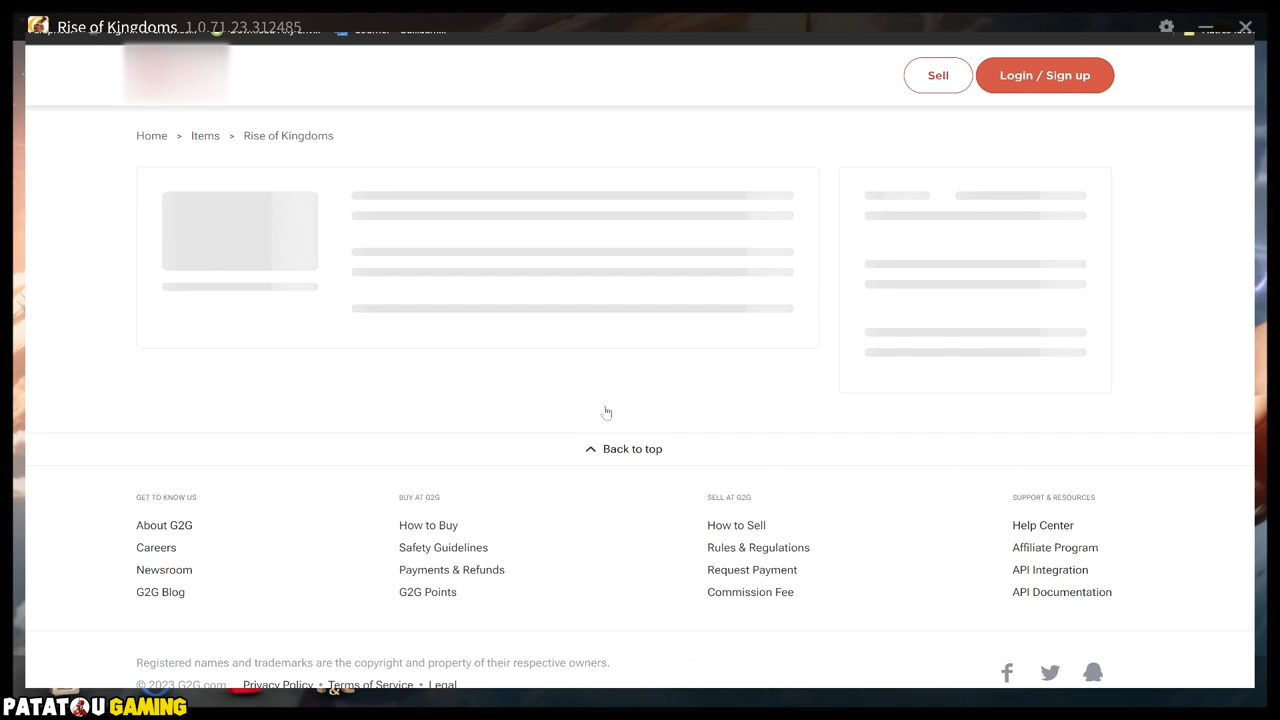 Rise of Kingdoms 1.0.71.23.312485
Sell
Login / Sign up
Home > Items > Rise of Kingdoms
Back to top
GET TO KNOW US
About G2G
Careers
Newsroom
G2G Blog
BUY AT G2G
How to Buy
Safety Guidelines
Payments & Refunds
G2G Points
SELL AT G2G
How to Sell
Rules & Regulations
Request Payment
Commission Fee
SUPPORT & RESOURCES
Help Center
Affiliate Program
API Integration
API Documentation
Registered names and trademarks are the copyright and property of their respective owners.
© 2023 G2G.com Privacy Policy • Terms of Service • Legal
&
PATATOU GAMING